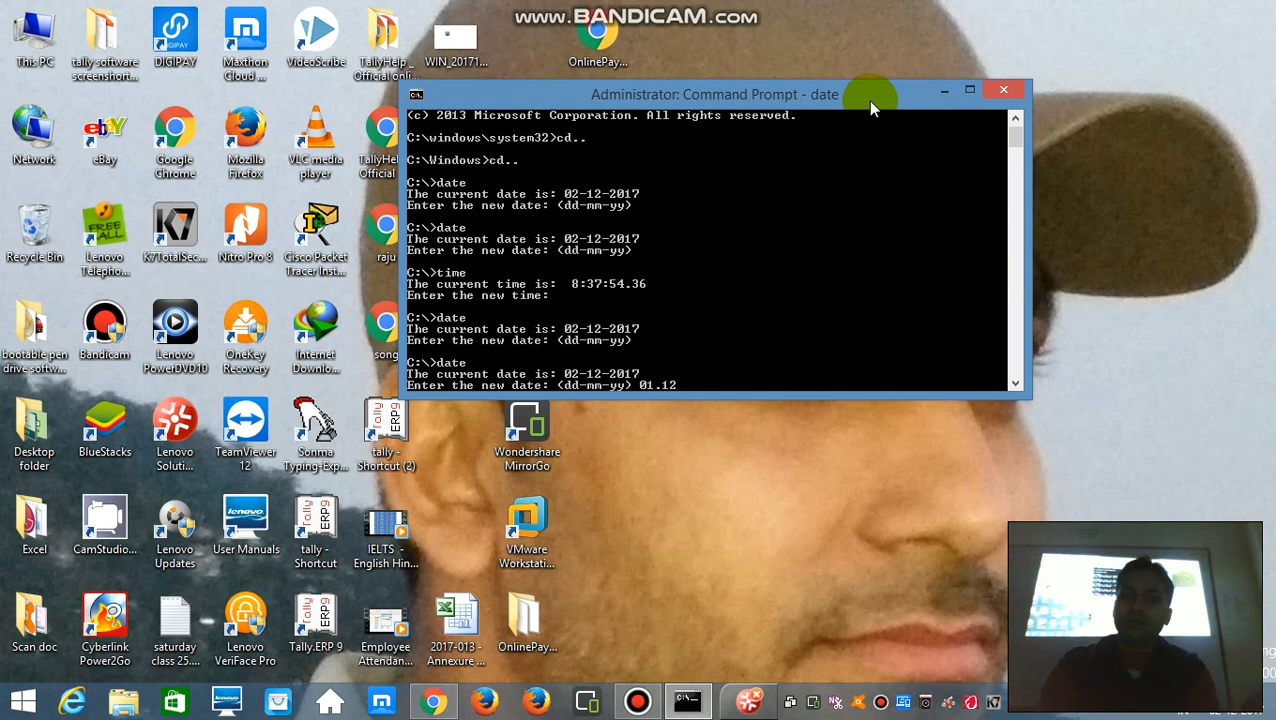 www.BANDICAM.com
This PC
tally software
screenshort...
DIGIPAY
Maxthon
Cloud ...
VideoScribe
TallyHelp _
Official onli...
WIN_20171...
OnlinePay...
Administrator: Command Prompt - date
(c) 2013 Microsoft Corporation. All rights reserved.
C:\windows\system32>cd..
C:\Windows>cd..
C:\>date
The current date is: 02-12-2017
Enter the new date: (dd-mm-yy)
C:\>date
The current date is: 02-12-2017
Enter the new date: (dd-mm-yy)
C:\>time
The current time is:  8:37:54.36
Enter the new time:
C:\>date
The current date is: 02-12-2017
Enter the new date: (dd-mm-yy)
C:\>date
The current date is: 02-12-2017
Enter the new date: (dd-mm-yy) 01.12
Network
eBay
Google
Chrome
Mozilla
Firefox
VLC media
player
TallyHel
Official
Recycle Bin
Lenovo
Telepho...
K7TotalSec...
Nitro Pro 8
Cisco Packet
Tracer Inst...
raju
bootable pen
drive softw...
Bandicam
Lenovo
PowerDVD10
OneKey
Recovery
Internet
Downlo...
song
Desktop
folder
BlueStacks
Lenovo
Soluti...
TeamViewer
12
Sonma
Typing-Exp...
tally -
Shortcut (2)
Wondershare
MirrorGo
Excel
CamStudio...
Lenovo
Updates
User Manuals
tally -
Shortcut
IELTS -
English Hin...
VMware
Workstati...
Scan doc
Cyberlink
Power2Go
saturday
class 25....
Lenovo
VeriFace Pro
Tally.ERP 9
Employee
Attendan...
2017-013 -
Annexure ...
OnlinePay...